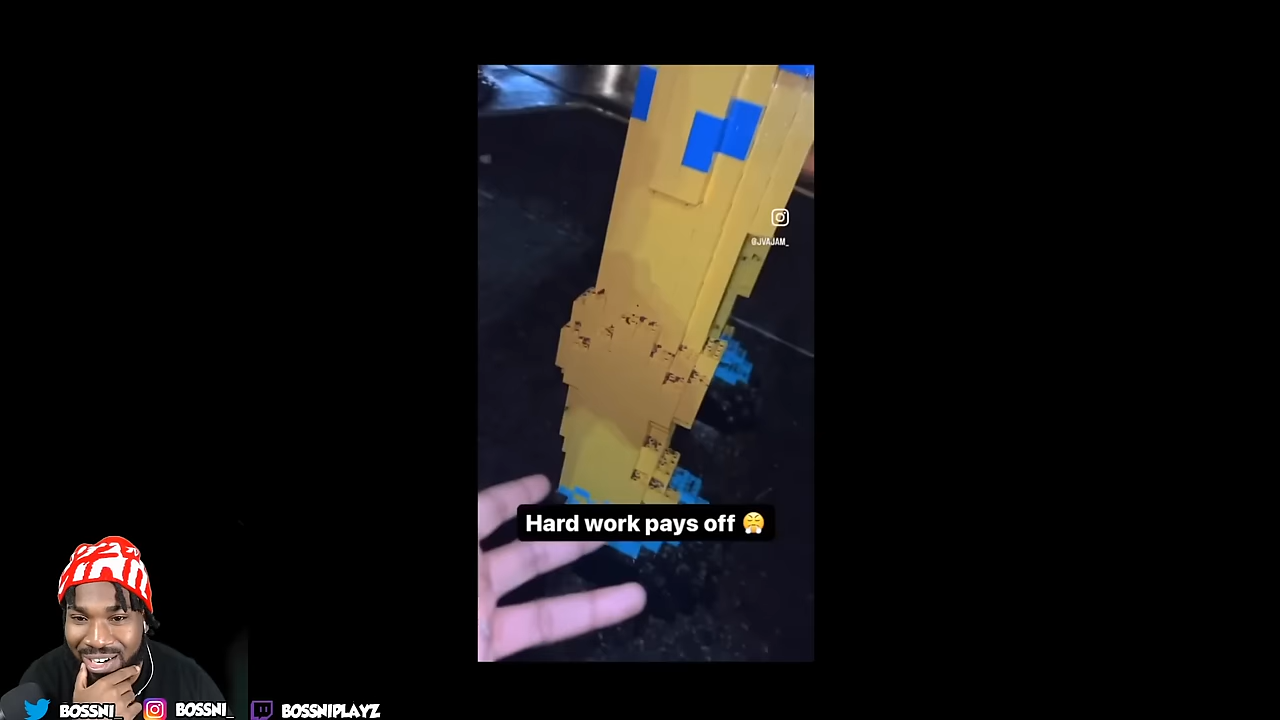 @JVAJAM_
Hard work pays off 😤
BOSSNI_
BOSSNI_
BOSSNIPLAYZ